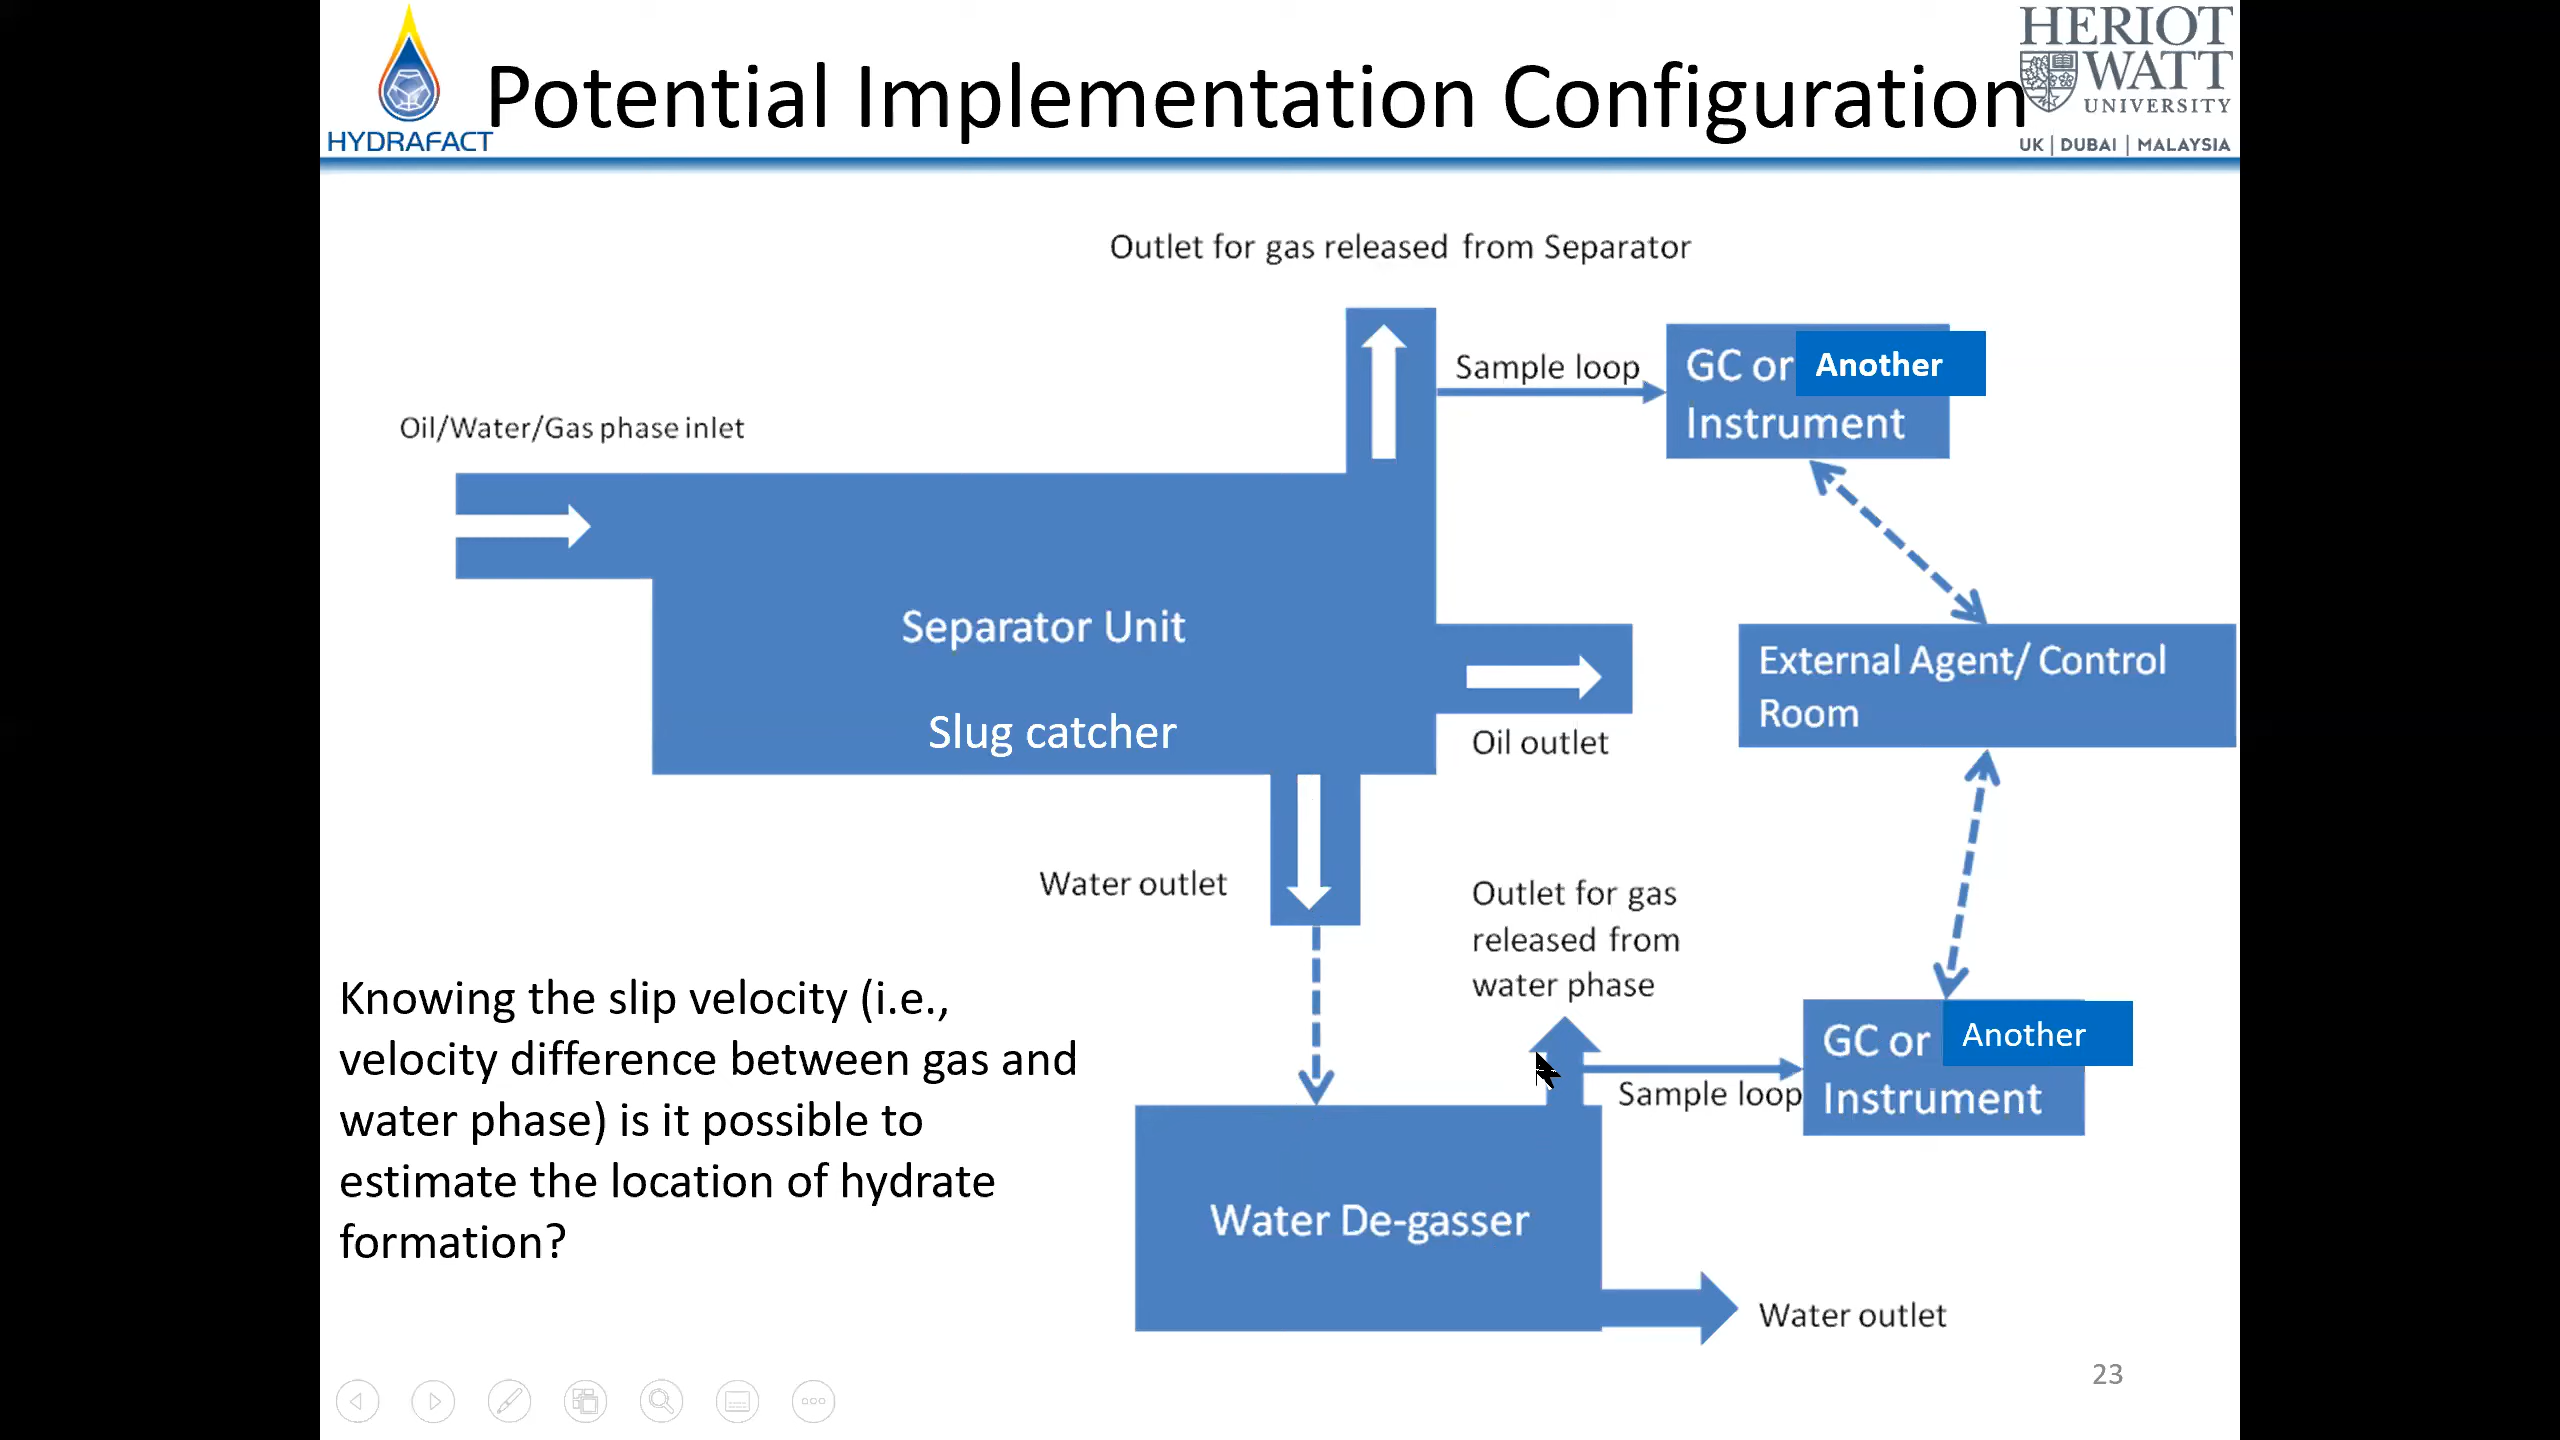 HYDRAFACT
Potential Implementation Configuration
HERIOT
WATT
UNIVERSITY
UK | DUBAI | MALAYSIA
Outlet for gas released from Separator
Sample loop
GC or Another
Instrument
Oil/Water/Gas phase inlet
Separator Unit
Slug catcher
External Agent/ Control
Room
Oil outlet
Water outlet
Outlet for gas
released from
water phase
Knowing the slip velocity (i.e.,
velocity difference between gas and
water phase) is it possible to
estimate the location of hydrate
formation?
Sample loop
GC or Another
Instrument
Water De-gasser
Water outlet
23